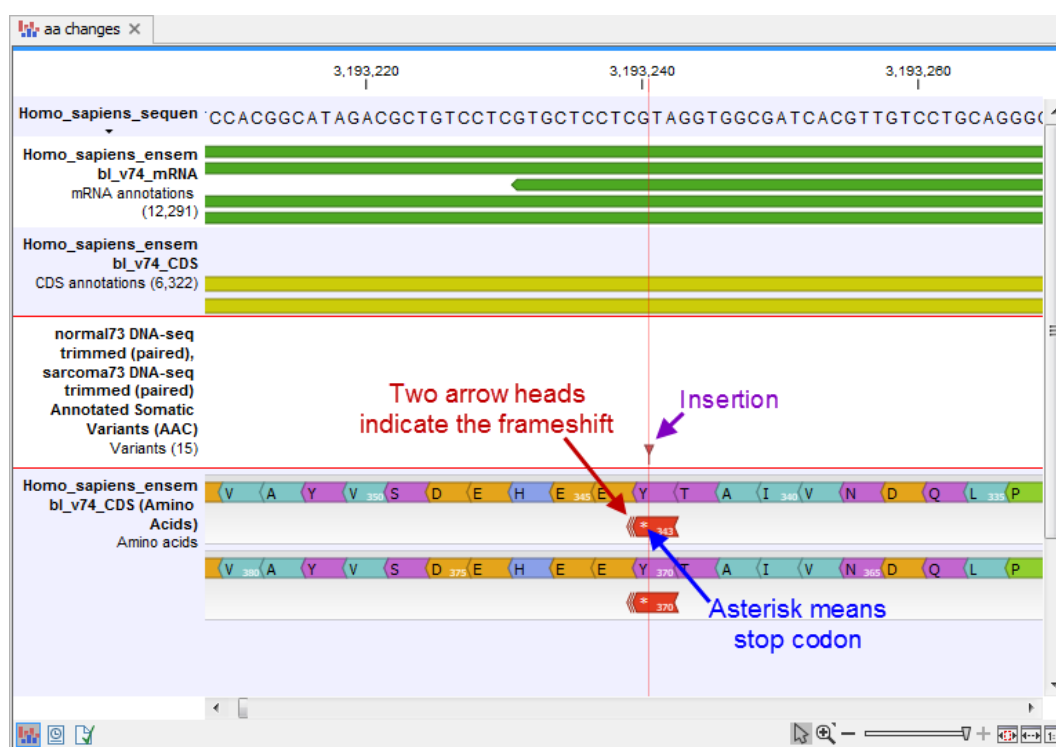 aa changes
3,193,220 3,193,240 3,193,260
Homo_sapiens_sequen CCACGGCATAGACGCTGTCCTCGTGCTCCTCGTAGGTGGCGATCACGTTGTCCTGCAGGG
Homo_sapiens_ensem
bl_v74_mRNA
mRNA annotations
(12,291)
Homo_sapiens_ensem
bl_v74_CDS
CDS annotations (6,322)
normal73 DNA-seq
trimmed (paired),
sarcoma73 DNA-seq
trimmed (paired)
Annotated Somatic
Variants (AAC)
Variants (15)
Two arrow heads
indicate the frameshift
Insertion
Homo_sapiens_ensem
bl_v74_CDS (Amino
Acids)
Amino acids
V A Y V 350 S D E H E 345 E Y T A I 340 V N D Q L 335 P
* 343
V 380 A Y V S D 375 E H E E Y 370 T A I V N 365 D Q L P
* 370
Asterisk means
stop codon